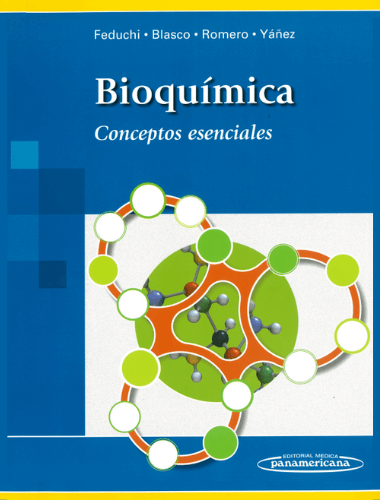 Feduchi · Blasco · Romero · Yáñez
Bioquímica
Conceptos esenciales
EDITORIAL MEDICA
panamericana